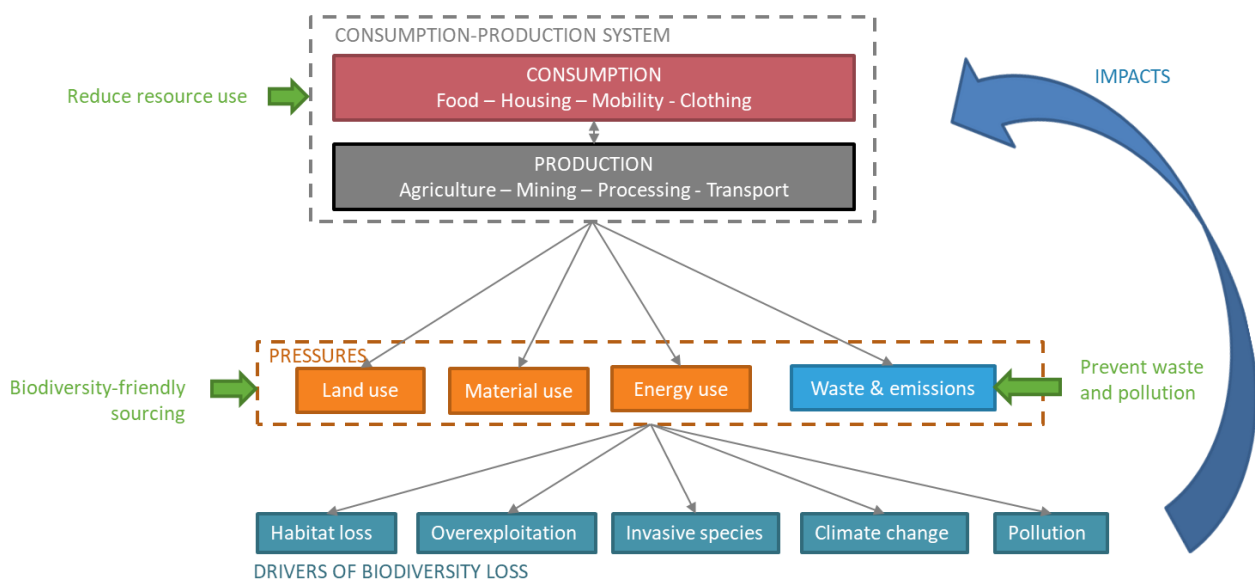 CONSUMPTION-PRODUCTION SYSTEM
CONSUMPTION
Food – Housing – Mobility - Clothing
Reduce resource use
IMPACTS
PRODUCTION
Agriculture – Mining – Processing - Transport
PRESSURES
Biodiversity-friendly
sourcing
Land use
Material use
Energy use
Waste & emissions
Prevent waste
and pollution
Habitat loss
Overexploitation
Invasive species
Climate change
Pollution
DRIVERS OF BIODIVERSITY LOSS